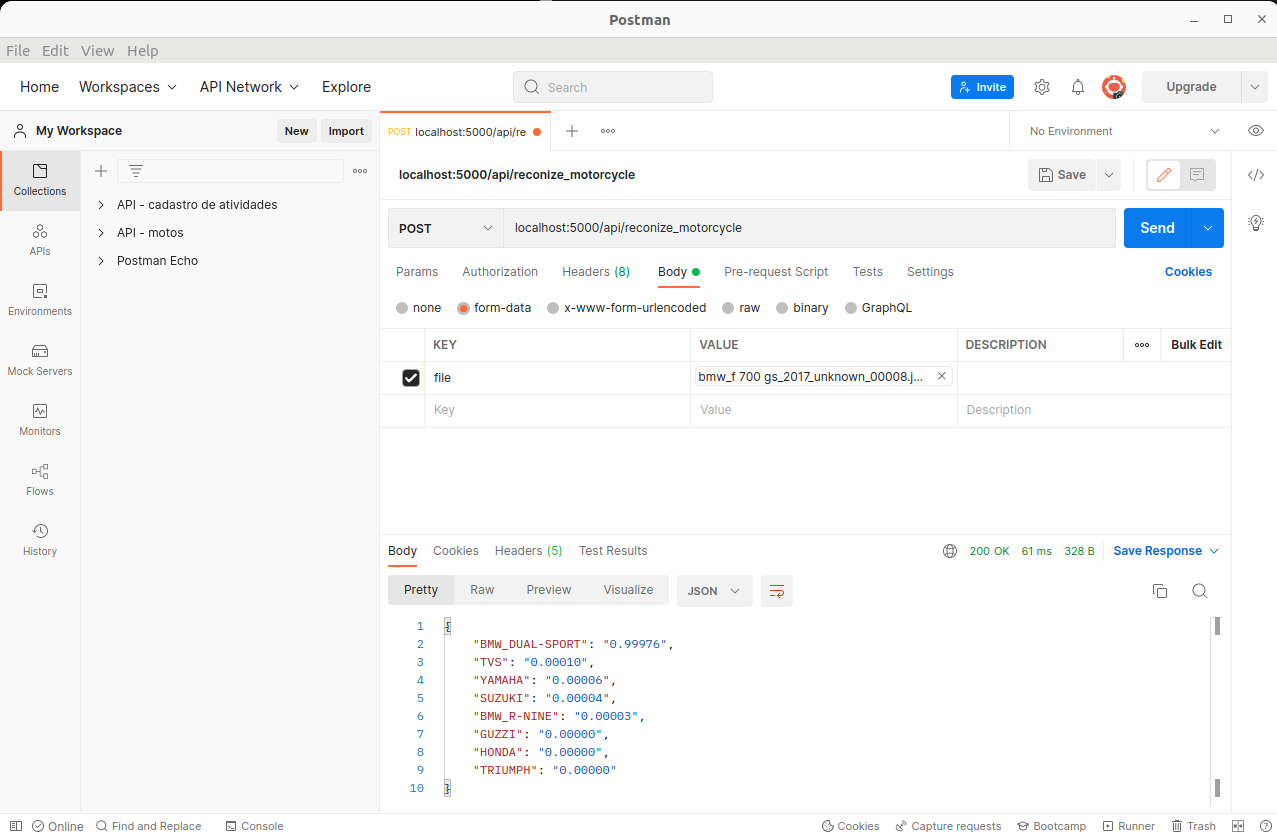 Postman
File Edit View Help
Home Workspaces API Network Explore Search Invite Upgrade
My Workspace New Import POST localhost:5000/api/re No Environment
Collections
APIs
Environments
Mock Servers
Monitors
Flows
History
API - cadastro de atividades
API - motos
Postman Echo
localhost:5000/api/reconize_motorcycle Save
POST localhost:5000/api/reconize_motorcycle Send
Params Authorization Headers (8) Body Pre-request Script Tests Settings Cookies
none form-data x-www-form-urlencoded raw binary GraphQL
KEY VALUE DESCRIPTION Bulk Edit
file bmw_f 700 gs_2017_unknown_00008.j...
Key Value Description
Body Cookies Headers (5) Test Results 200 OK 61 ms 328 B Save Response
Pretty Raw Preview Visualize JSON
1 {
2 "BMW_DUAL-SPORT": "0.99976",
3 "TVS": "0.00010",
4 "YAMAHA": "0.00006",
5 "SUZUKI": "0.00004",
6 "BMW_R-NINE": "0.00003",
7 "GUZZI": "0.00000",
8 "HONDA": "0.00000",
9 "TRIUMPH": "0.00000"
10 }
Online Find and Replace Console Cookies Capture requests Bootcamp Runner Trash